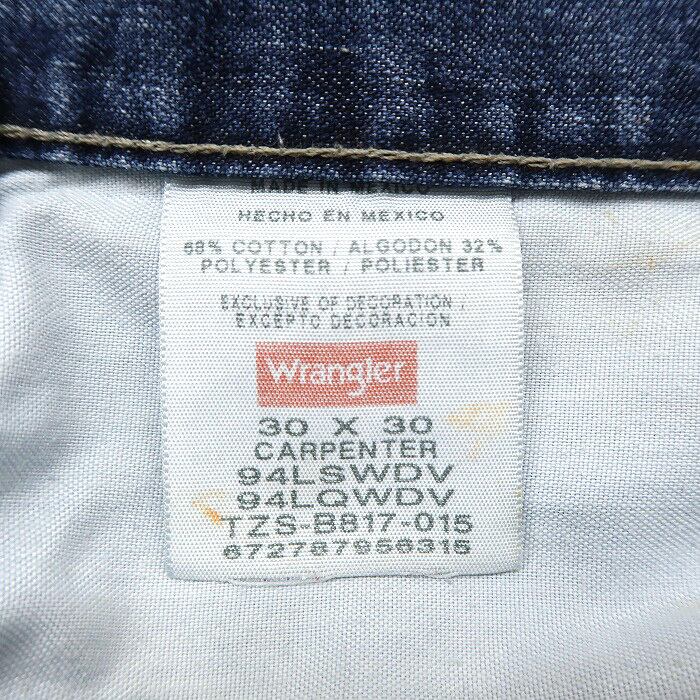 MADE IN MEXICO
HECHO EN MEXICO
68% COTTON / ALGODON 32%
POLYESTER / POLIESTER
EXCLUSIVE OF DECORATION /
EXCEPTO DECORACION
Wrangler
30 X 30
CARPENTER
94LSWDV
94LQWDV
TZS-B817-015
672787956315